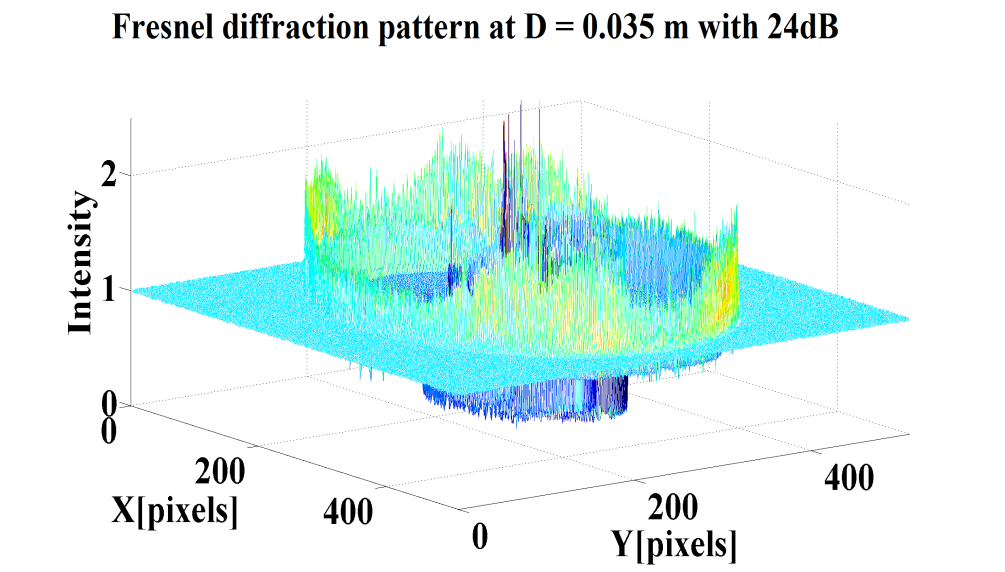 Fresnel diffraction pattern at D = 0.035 m with 24dB
2
1
0
Intensity
0
200
400
X[pixels]
0
200
400
Y[pixels]